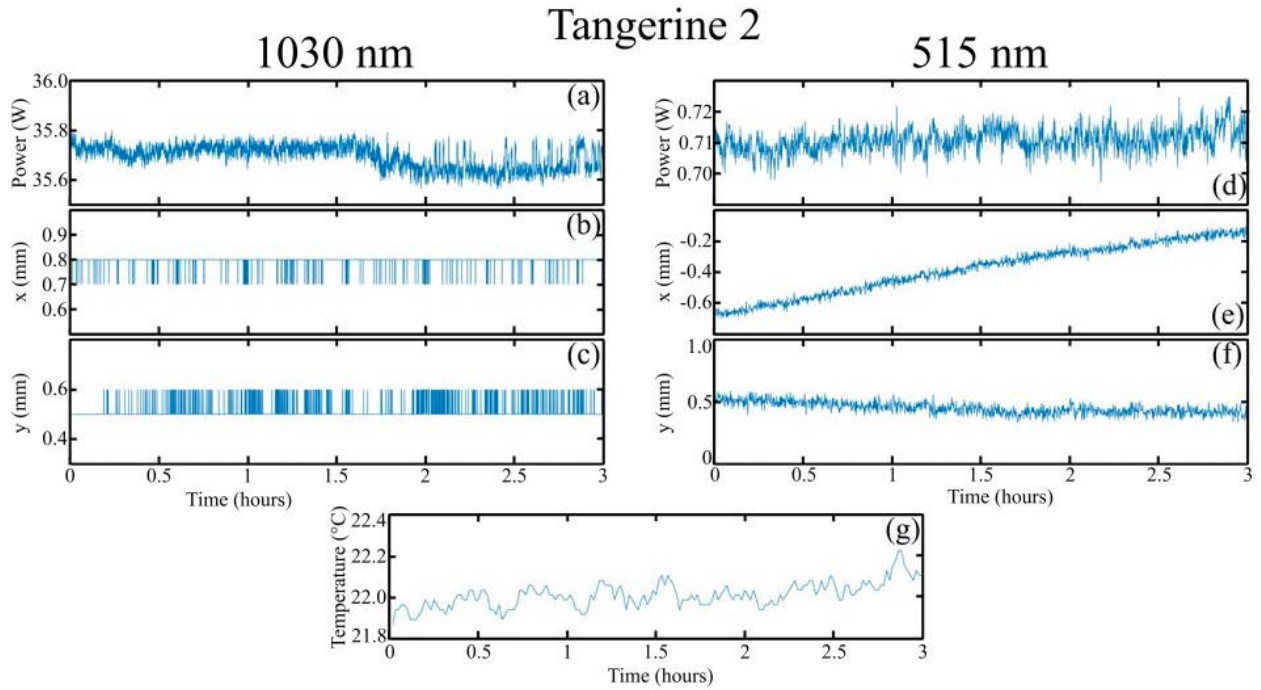 Tangerine 2
1030 nm
515 nm
36.0
35.8
35.6
Power (W)
(a)
0.9
0.8
0.7
0.6
x (mm)
(b)
0.6
0.4
y (mm)
(c)
0 0.5 1 1.5 2 2.5 3
Time (hours)
0.72
0.71
0.70
Power (W)
(d)
-0.2
-0.4
-0.6
x (mm)
(e)
1.0
0.5
0
y (mm)
(f)
0 0.5 1 1.5 2 2.5 3
Time (hours)
22.4
22.2
22.0
21.8
Temperature (°C)
(g)
0 0.5 1 1.5 2 2.5 3
Time (hours)